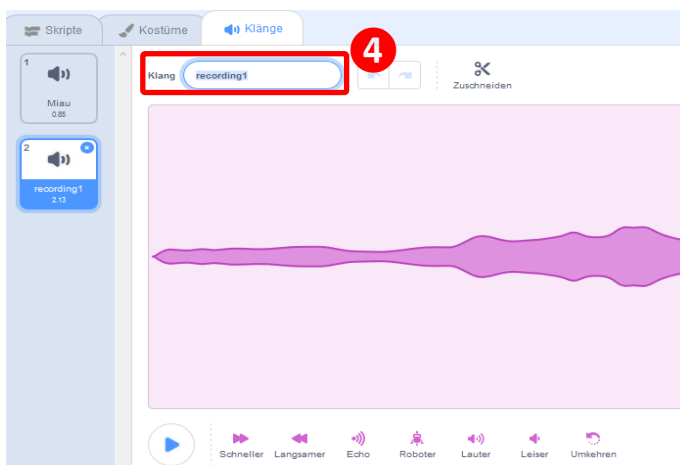 Skripte Kostüme Klänge
4
Klang recording1
Zuschneiden
1
Miau
0.85
2
recording1
2.13
Schneller Langsamer Echo Roboter Lauter Leiser Umkehren